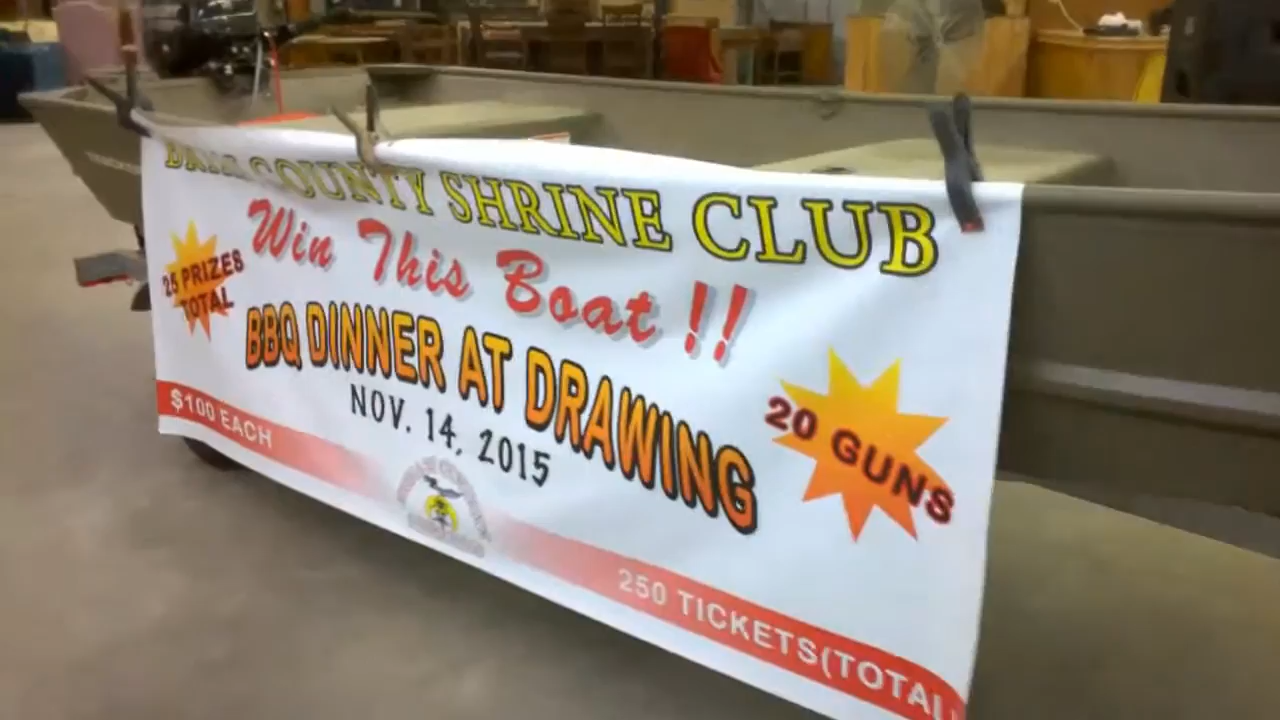 COUNTY SHRINE CLUB
Win This Boat !!
25 PRIZES
TOTAL
BBQ DINNER AT DRAWING
NOV. 14, 2015
20 GUNS
$100 EACH
250 TICKETS(TOTAL